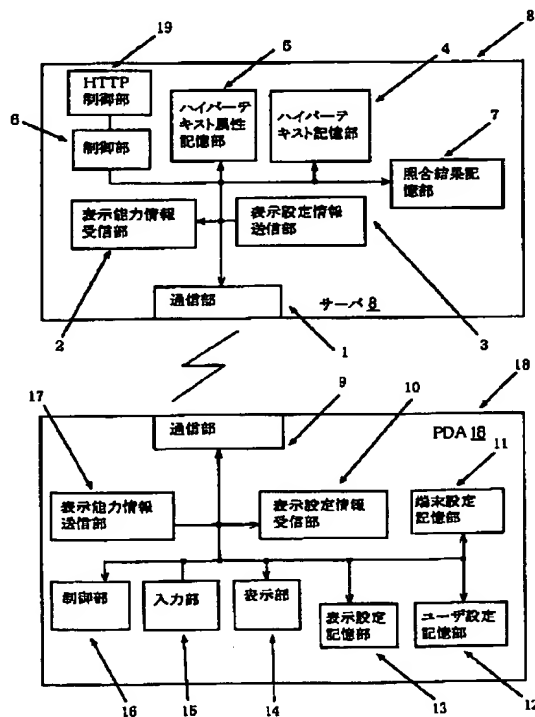 19
5
4
8
HTTP
制御部
ハイパーテ
キスト属性
記憶部
ハイパーテ
キスト記憶部
7
6
制御部
照合結果記
憶部
表示能力情報
受信部
表示設定情報
送信部
通信部
サーバ 8
2
1
3
17
9
10
18
通信部
PDA 18
11
表示能力情報
送信部
表示設定情報
受信部
端末設定
記憶部
制御部
入力部
表示部
表示設定
記憶部
ユーザ設定
記憶部
16
15
14
13
12